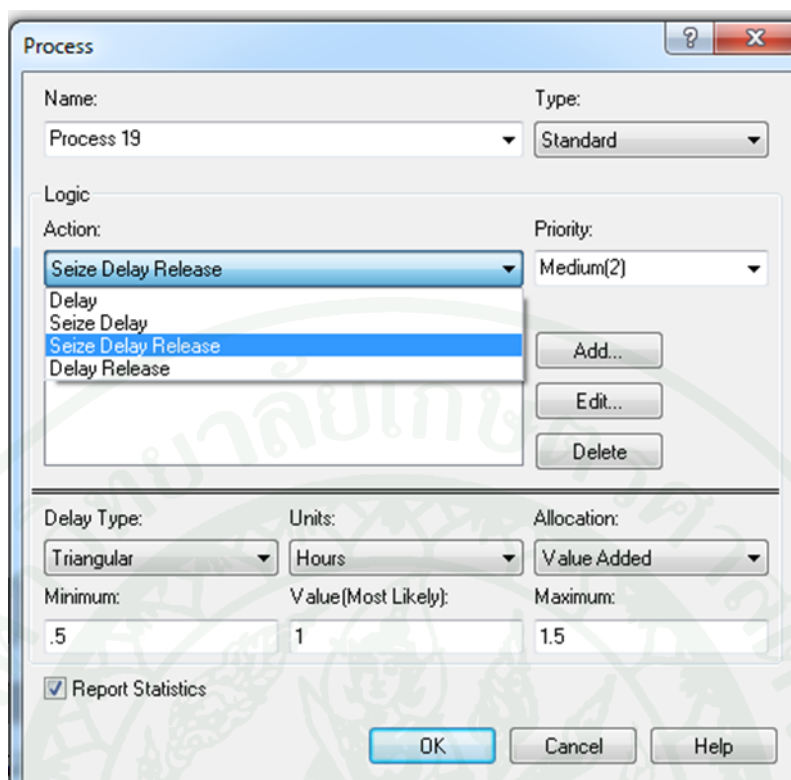 Process
Name:
Type:
Process 19
Standard
Logic
Action:
Priority:
Seize Delay Release
Medium(2)
Delay
Seize Delay
Seize Delay Release
Delay Release
Add...
Edit...
Delete
Delay Type:
Units:
Allocation:
Triangular
Hours
Value Added
Minimum:
Value(Most Likely):
Maximum:
.5
1
1.5
Report Statistics
OK
Cancel
Help